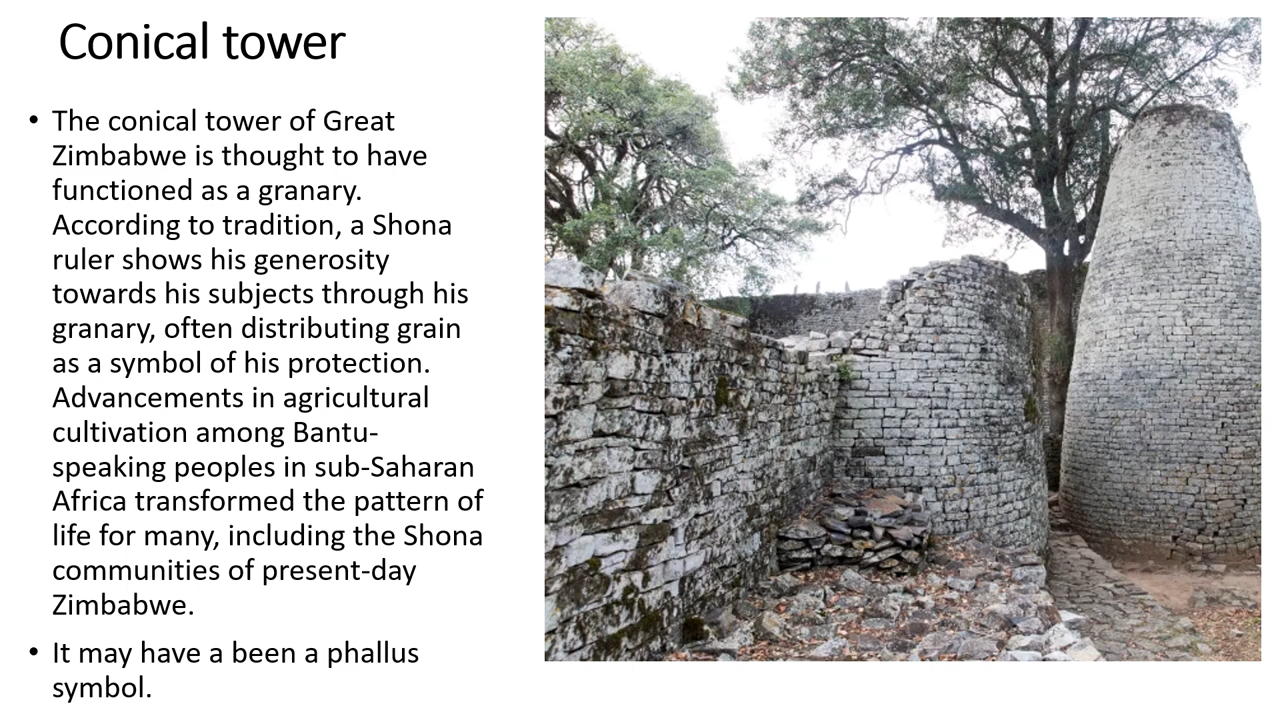 Conical tower
• The conical tower of Great
Zimbabwe is thought to have
functioned as a granary.
According to tradition, a Shona
ruler shows his generosity
towards his subjects through his
granary, often distributing grain
as a symbol of his protection.
Advancements in agricultural
cultivation among Bantu-
speaking peoples in sub-Saharan
Africa transformed the pattern of
life for many, including the Shona
communities of present-day
Zimbabwe.
• It may have a been a phallus
symbol.